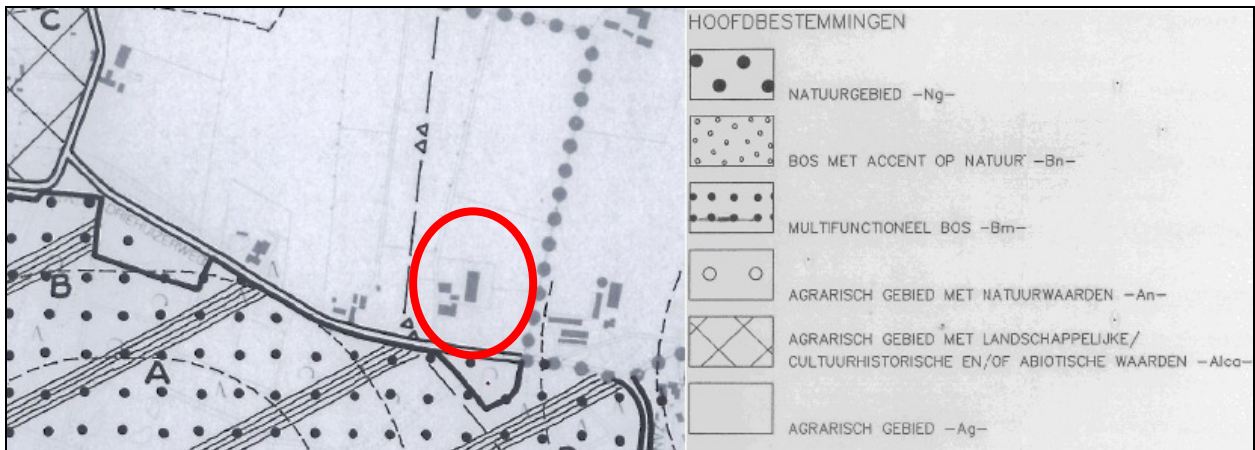 C
DRIEHUIZERWEG
B
A
HOOFDBESTEMMINGEN
NATUURGEBIED -Ng-
BOS MET ACCENT OP NATUUR -Bn-
MULTIFUNCTIONEEL BOS -Bm-
AGRARISCH GEBIED MET NATUURWAARDEN -An-
AGRARISCH GEBIED MET LANDSCHAPPELIJKE/
CULTUURHISTORISCHE EN/OF ABIOTISCHE WAARDEN -Alca-
AGRARISCH GEBIED -Ag-